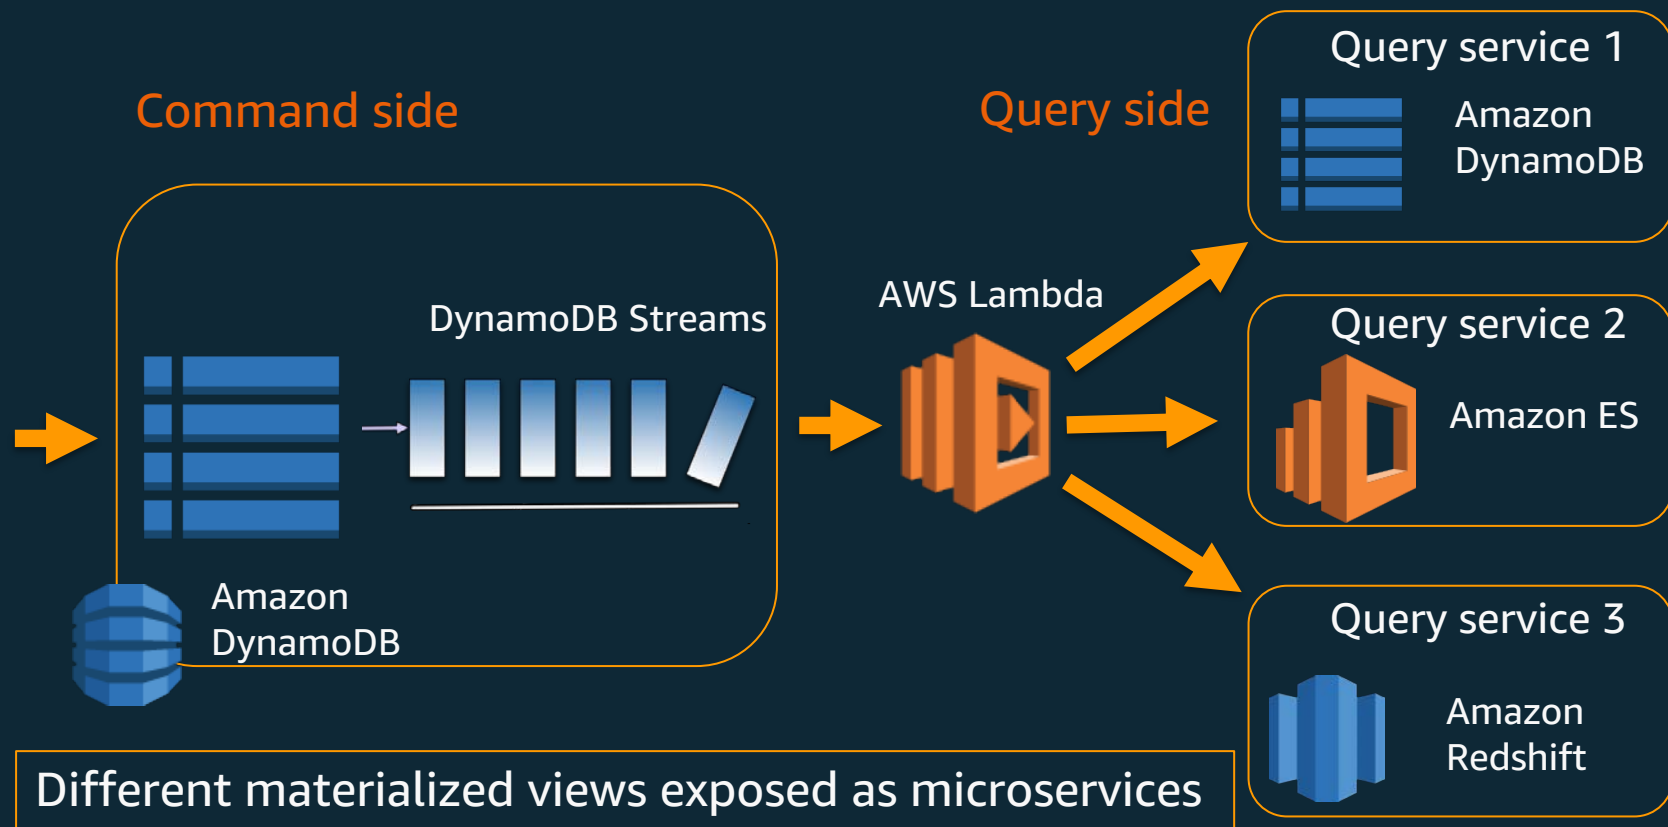 Command side
Query side
Query service 1
Amazon
DynamoDB
DynamoDB Streams
AWS Lambda
Query service 2
Amazon ES
Amazon
DynamoDB
Query service 3
Amazon
Redshift
Different materialized views exposed as microservices